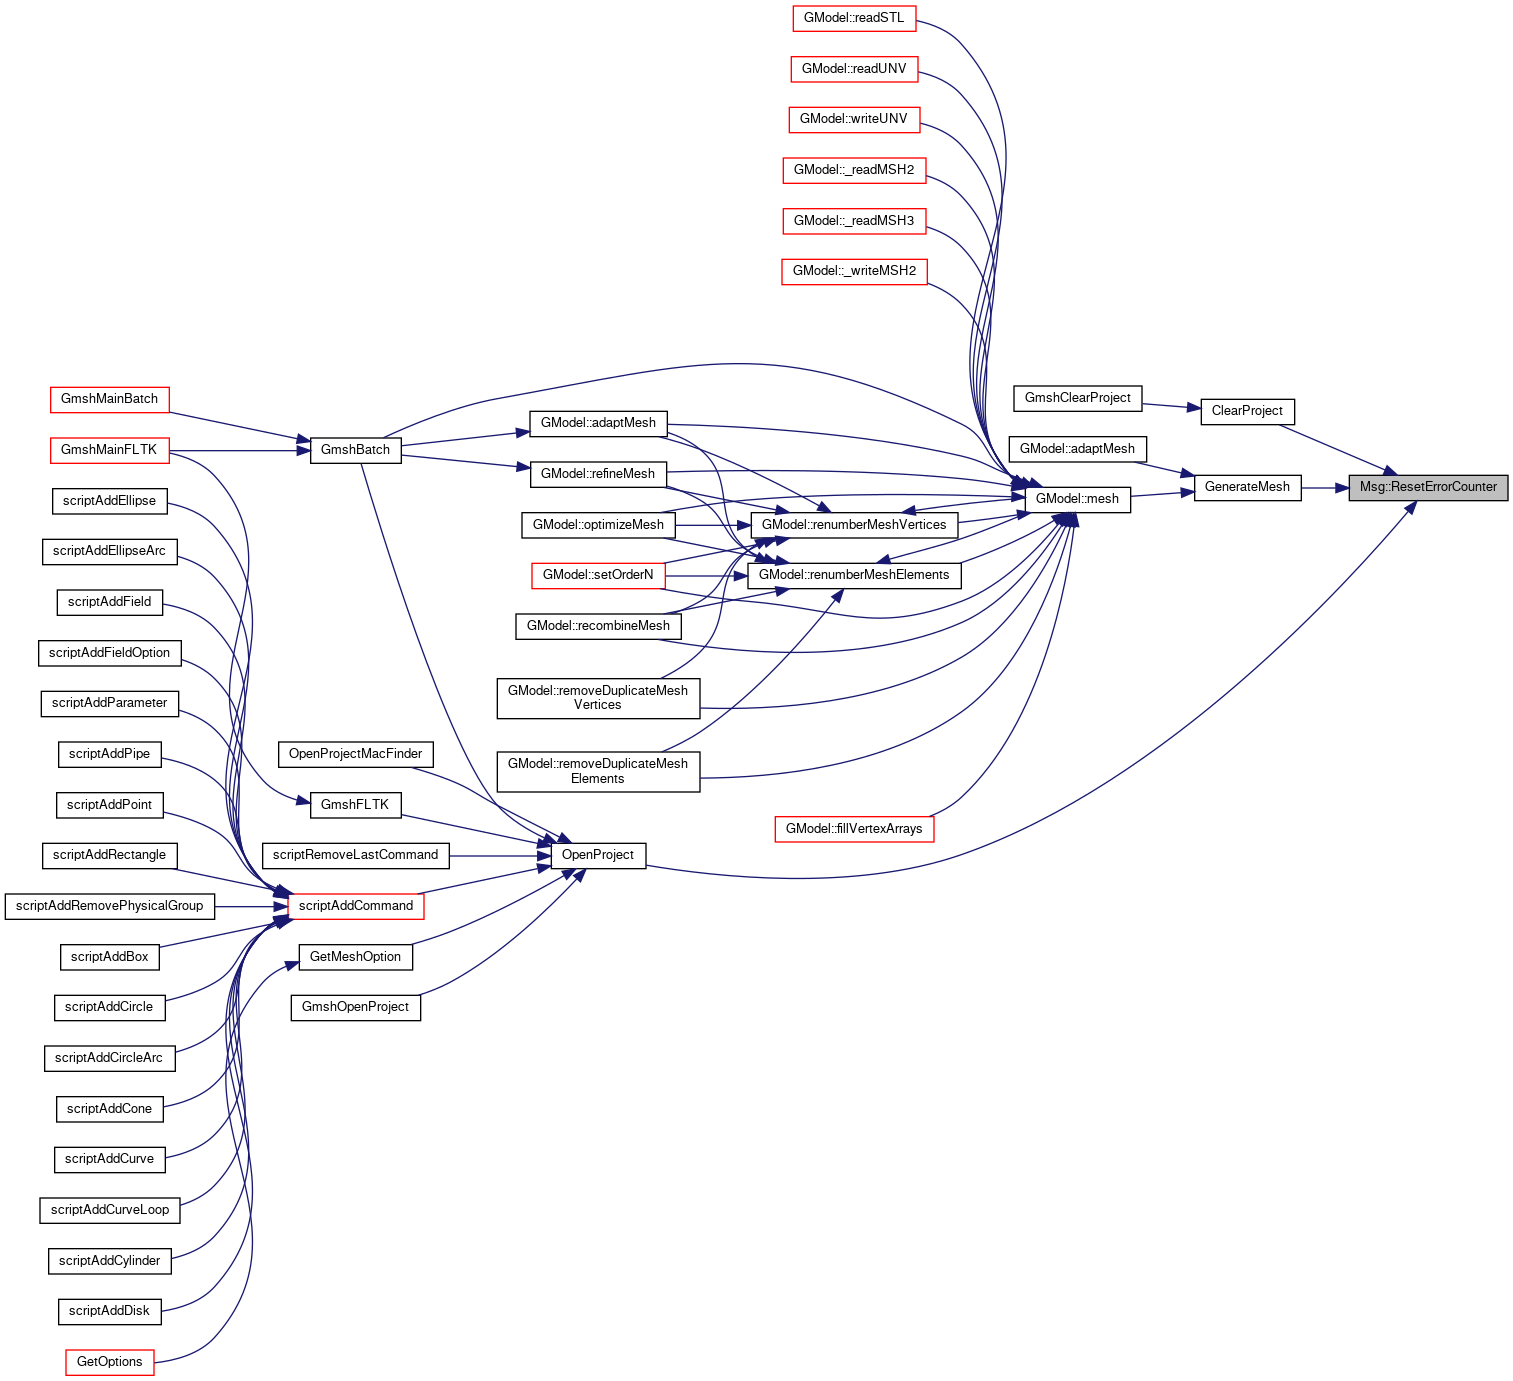 GModel::readSTL
GModel::readUNV
GModel::writeUNV
GModel::_readMSH2
GModel::_readMSH3
GModel::_writeMSH2
GmshMainBatch
GmshMainFLTK
scriptAddEllipse
scriptAddEllipseArc
scriptAddField
scriptAddFieldOption
scriptAddParameter
scriptAddPipe
scriptAddPoint
scriptAddRectangle
scriptAddRemovePhysicalGroup
scriptAddBox
scriptAddCircle
scriptAddCircleArc
scriptAddCone
scriptAddCurve
scriptAddCurveLoop
scriptAddCylinder
scriptAddDisk
GetOptions
GmshBatch
OpenProjectMacFinder
GmshFLTK
scriptRemoveLastCommand
scriptAddCommand
GetMeshOption
GmshOpenProject
GModel::adaptMesh
GModel::refineMesh
GModel::optimizeMesh
GModel::setOrderN
GModel::recombineMesh
GModel::removeDuplicateMesh
Vertices
GModel::removeDuplicateMesh
Elements
OpenProject
GModel::renumberMeshVertices
GModel::renumberMeshElements
GModel::fillVertexArrays
GmshClearProject
GModel::adaptMesh
GModel::mesh
ClearProject
GenerateMesh
Msg::ResetErrorCounter